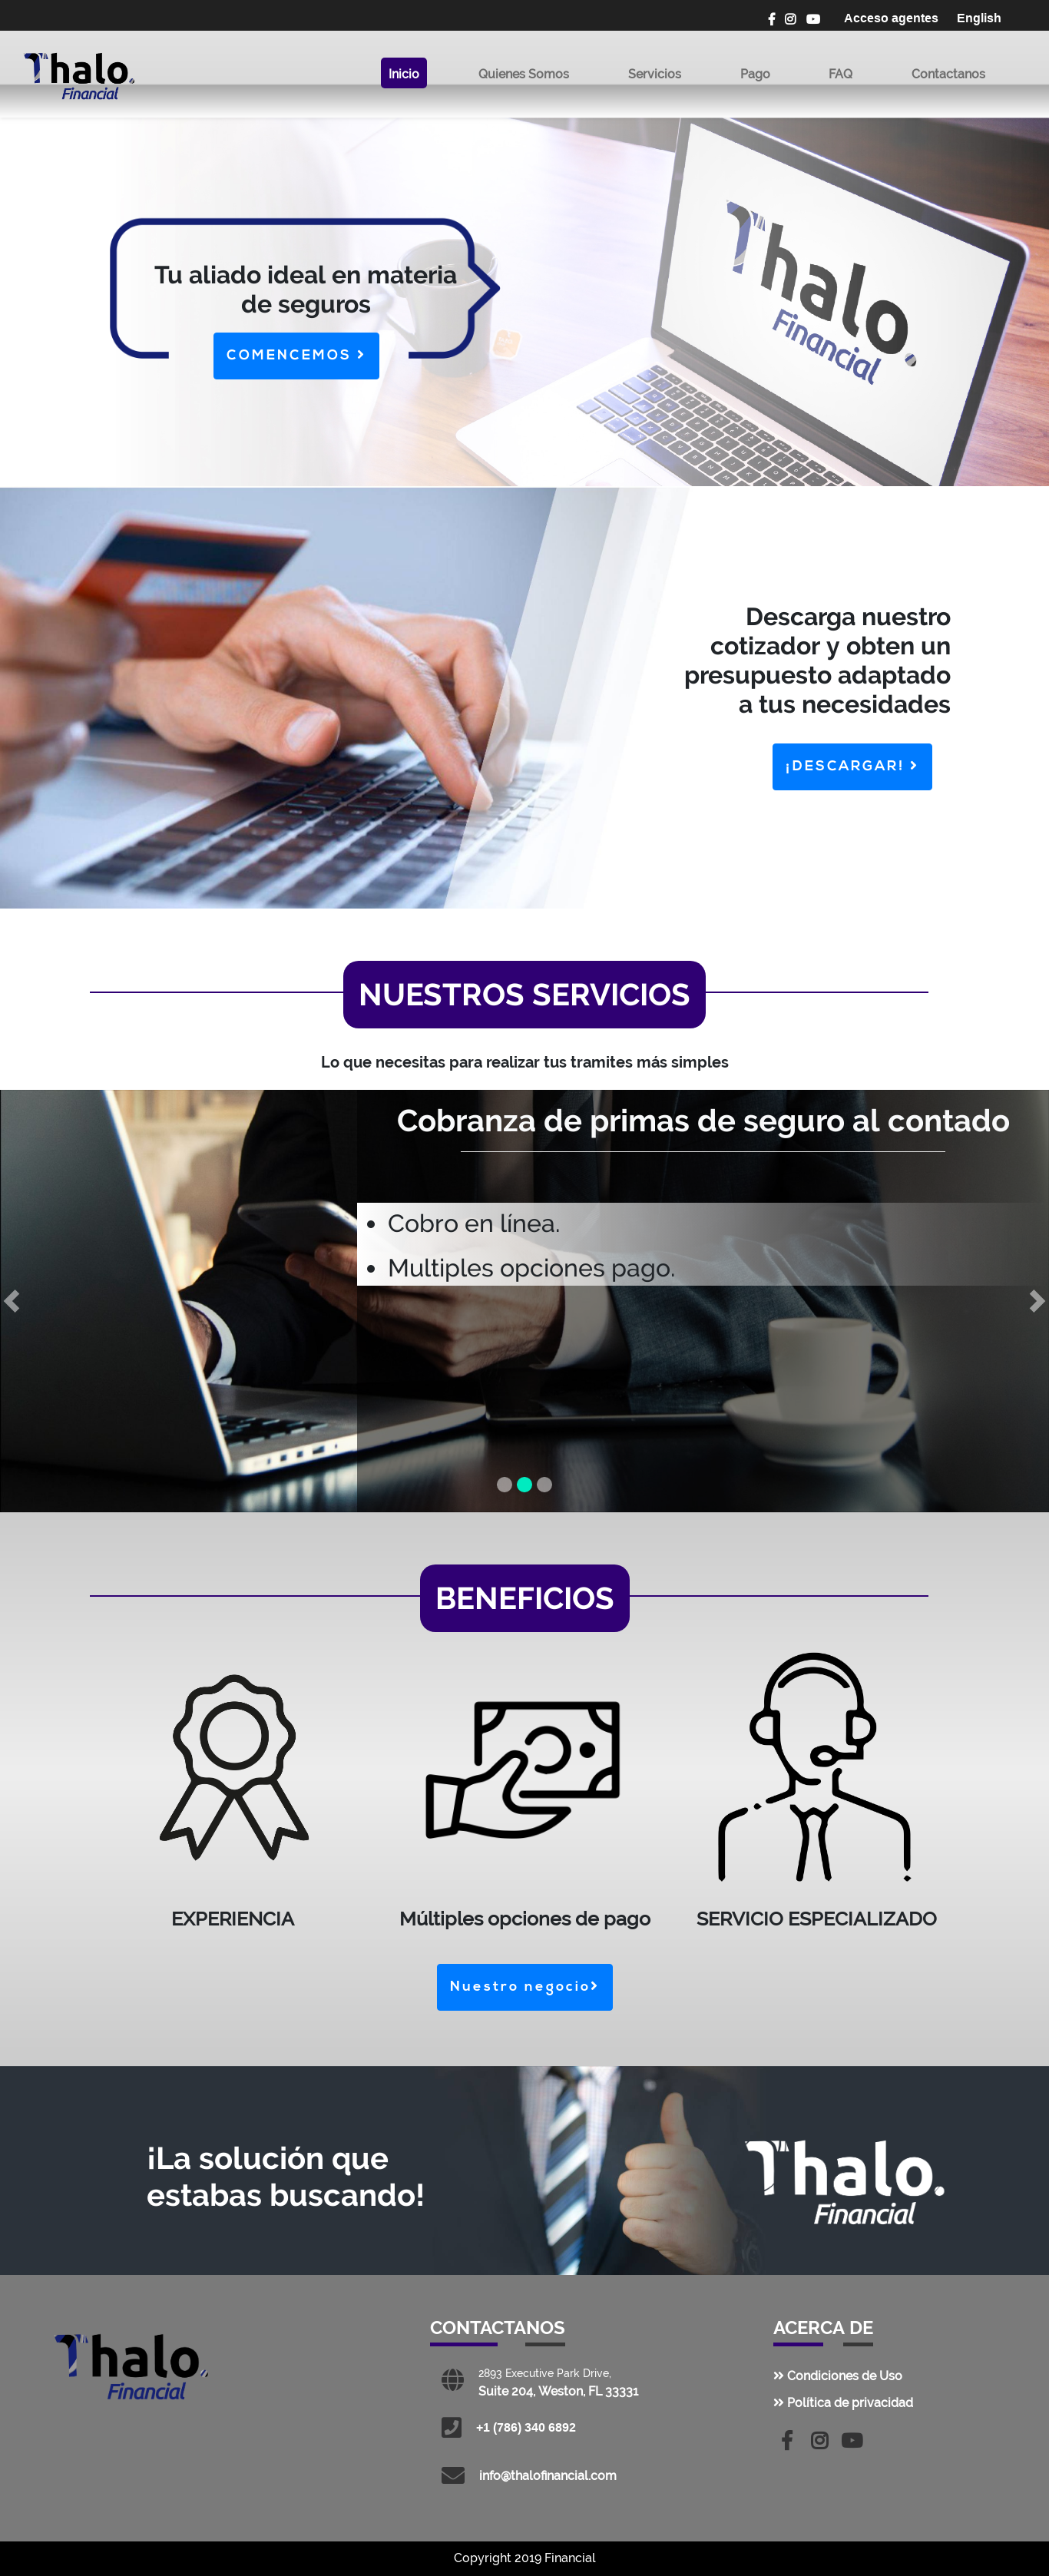 Acceso agentes English
Thalo.
Financial
Inicio Quienes Somos Servicios Pago FAQ Contactanos
Tu aliado ideal en materia
de seguros
COMENCEMOS
Thalo.
Financial
Descarga nuestro
cotizador y obten un
presupuesto adaptado
a tus necesidades
¡DESCARGAR!
NUESTROS SERVICIOS
Lo que necesitas para realizar tus tramites más simples
Cobranza de primas de seguro al contado
• Cobro en línea.
• Multiples opciones pago.
BENEFICIOS
EXPERIENCIA
Múltiples opciones de pago
SERVICIO ESPECIALIZADO
Nuestro negocio
¡La solución que
estabas buscando!
Thalo.
Financial
Thalo.
Financial
CONTACTANOS
2893 Executive Park Drive,
Suite 204, Weston, FL 33331
+1 (786) 340 6892
info@thalofinancial.com
ACERCA DE
Condiciones de Uso
Política de privacidad
Copyright 2019 Financial